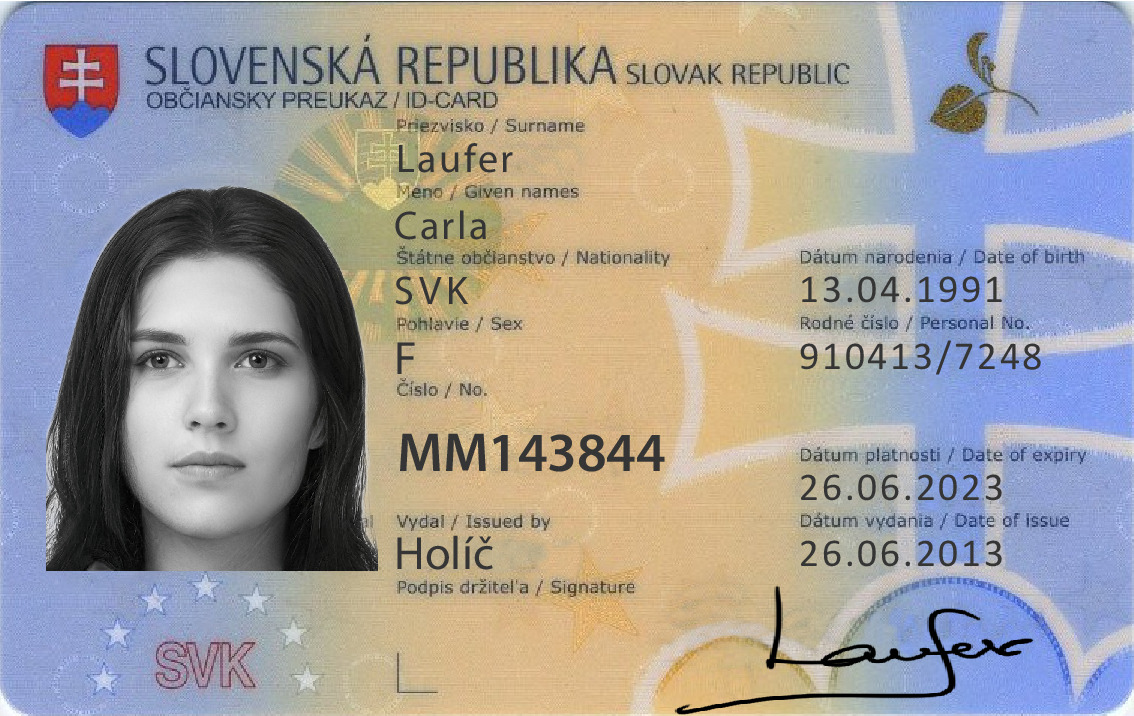 SLOVENSKÁ REPUBLIKA SLOVAK REPUBLIC
OBČIANSKY PREUKAZ / ID-CARD
Priezvisko / Surname
Laufer
Meno / Given names
Carla
Štátne občianstvo / Nationality
SVK
Dátum narodenia / Date of birth
13.04.1991
Pohlavie / Sex
F
Rodné číslo / Personal No.
910413/7248
Číslo / No.
MM143844
Dátum platnosti / Date of expiry
26.06.2023
Vydal / Issued by
Holíč
Dátum vydania / Date of issue
26.06.2013
Podpis držiteľa / Signature
Laufer
SVK